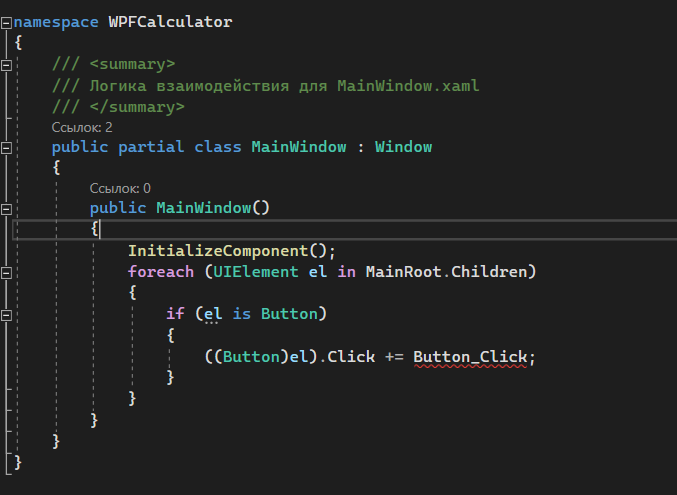 namespace WPFCalculator
{
/// <summary>
/// Логика взаимодействия для MainWindow.xaml
/// </summary>
Ссылок: 2
public partial class MainWindow : Window
{
Ссылок: 0
public MainWindow()
{
InitializeComponent();
foreach (UIElement el in MainRoot.Children)
{
if (el is Button)
{
((Button)el).Click += Button_Click;
}
}
}
}
}